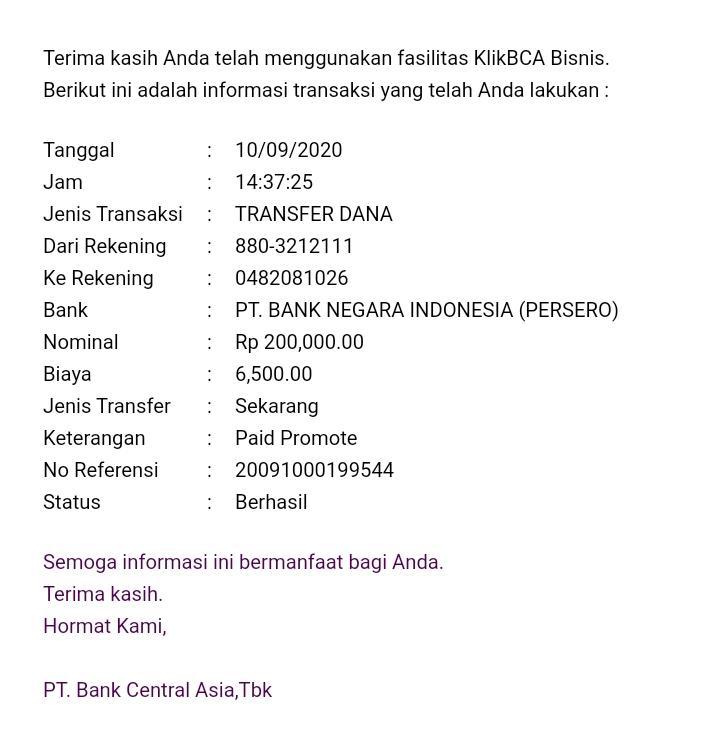 Terima kasih Anda telah menggunakan fasilitas KlikBCA Bisnis.
Berikut ini adalah informasi transaksi yang telah Anda lakukan :
Tanggal : 10/09/2020
Jam : 14:37:25
Jenis Transaksi : TRANSFER DANA
Dari Rekening : 880-3212111
Ke Rekening : 0482081026
Bank : PT. BANK NEGARA INDONESIA (PERSERO)
Nominal : Rp 200,000.00
Biaya : 6,500.00
Jenis Transfer : Sekarang
Keterangan : Paid Promote
No Referensi : 20091000199544
Status : Berhasil
Semoga informasi ini bermanfaat bagi Anda.
Terima kasih.
Hormat Kami,
PT. Bank Central Asia,Tbk